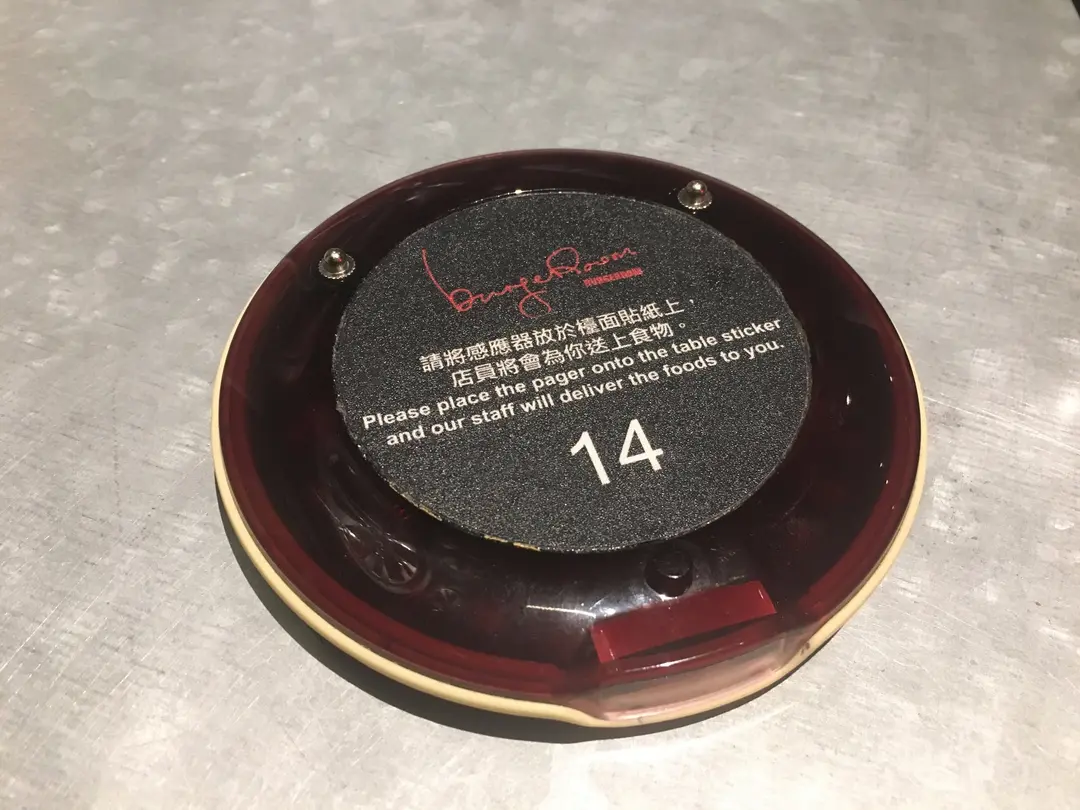 burgeRoom
BURGEROOM
請將感應器放於檯面貼紙上，
店員將會為你送上食物。
Please place the pager onto the table sticker
and our staff will deliver the foods to you.
14